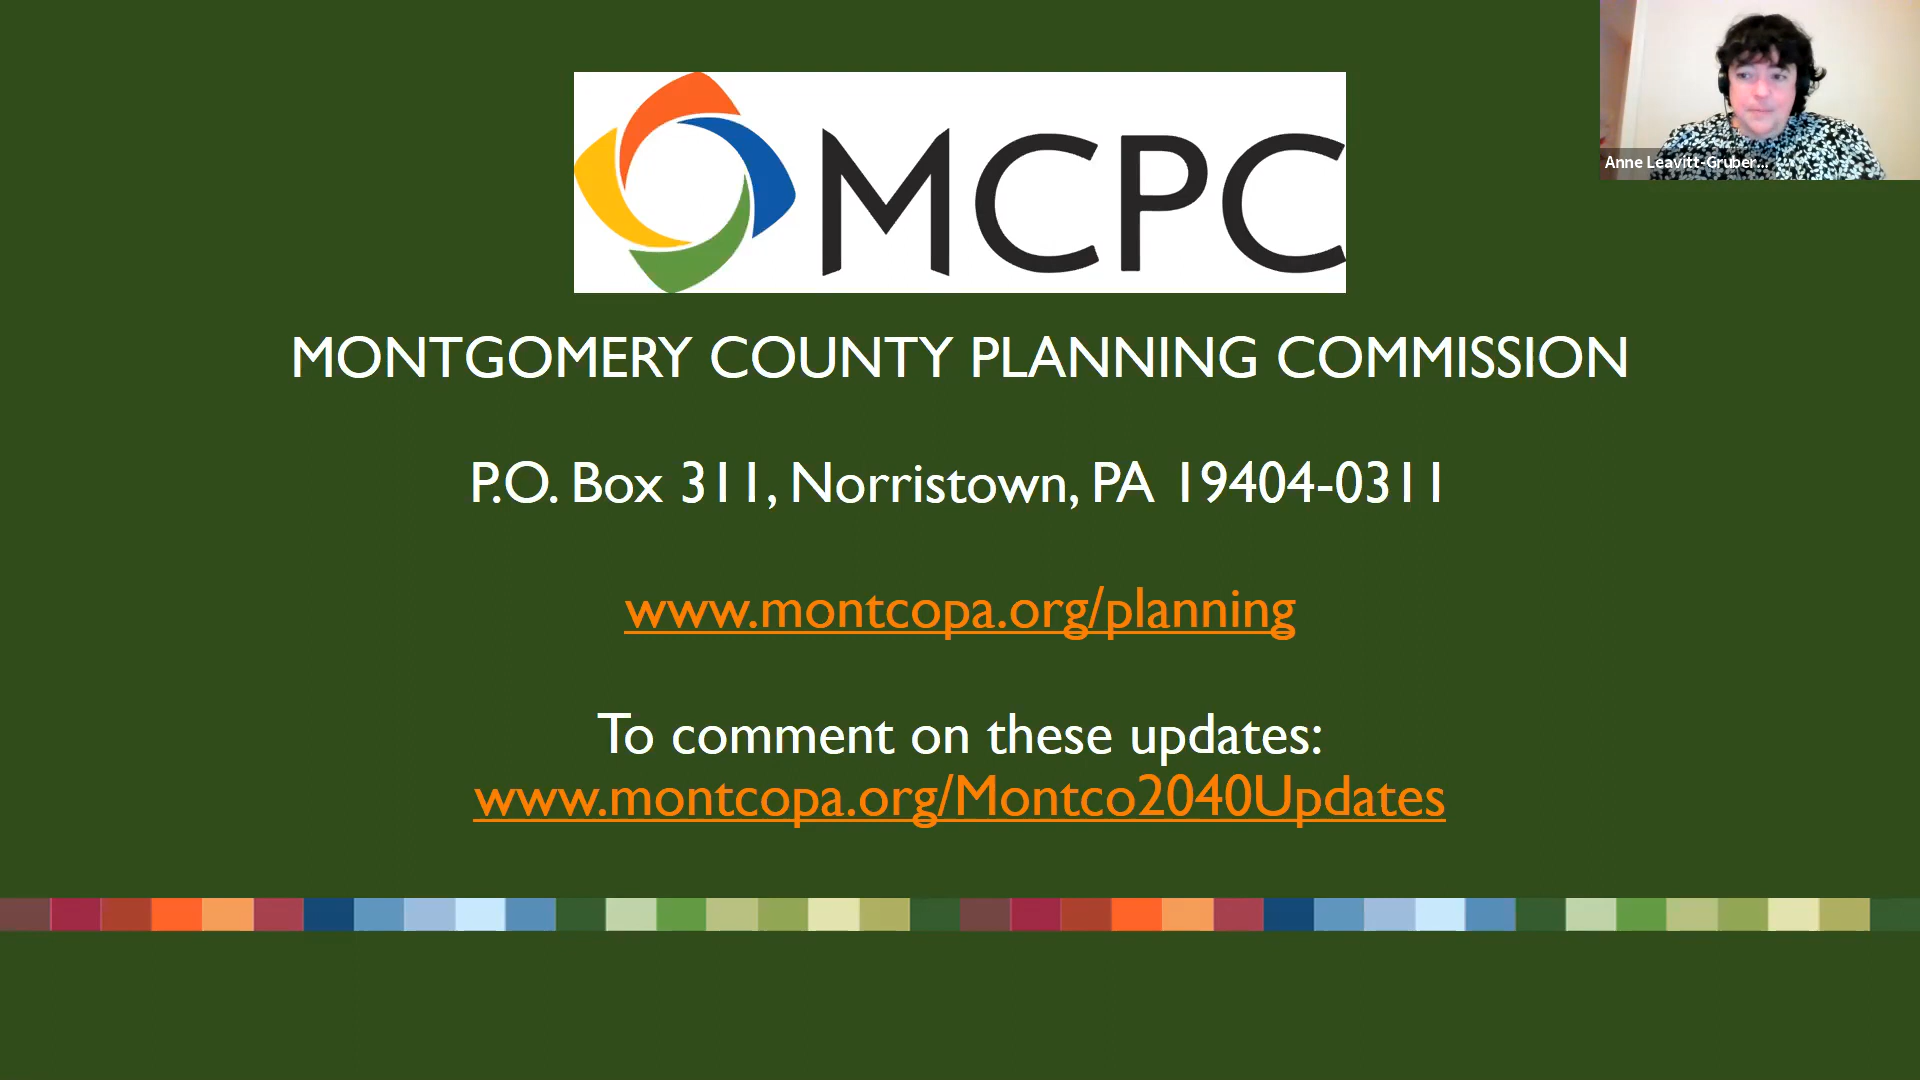 MCPC
Anne Leavitt-Gruber...
MONTGOMERY COUNTY PLANNING COMMISSION
P.O. Box 311, Norristown, PA 19404-0311
www.montcopa.org/planning
To comment on these updates:
www.montcopa.org/Montco2040Updates